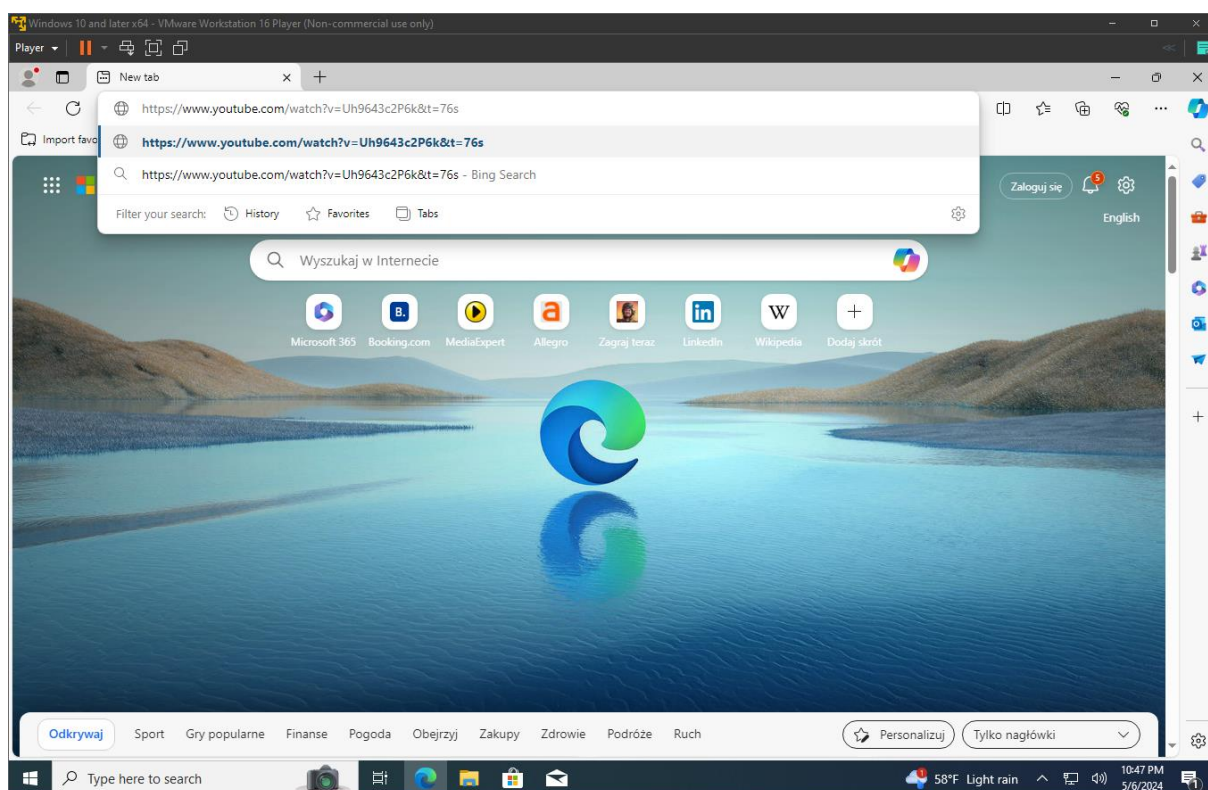 Windows 10 and later x64 - VMware Workstation 16 Player (Non-commercial use only)
Player
New tab
https://www.youtube.com/watch?v=Uh9643c2P6k&t=76s
Import favo
https://www.youtube.com/watch?v=Uh9643c2P6k&t=76s
https://www.youtube.com/watch?v=Uh9643c2P6k&t=76s - Bing Search
Zaloguj się
5
Filter your search: History Favorites Tabs
English
Wyszukaj w Internecie
B.
a
in
W
Microsoft 365 Booking.com MediaExpert Allegro Zagraj teraz LinkedIn Wikipedia Dodaj skrót
Odkrywaj Sport Gry popularne Finanse Pogoda Obejrzyj Zakupy Zdrowie Podróże Ruch Personalizuj Tylko nagłówki
Type here to search
58°F Light rain
10:47 PM
5/6/2024
1